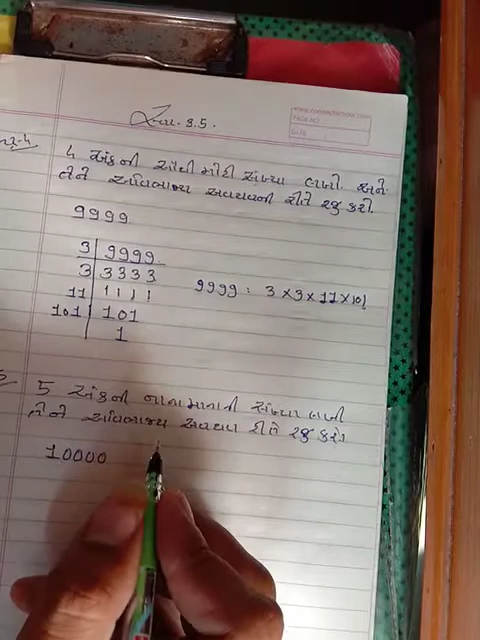 સ્વા. 3.5.
4 અંકની સૌથી મોટી સંખ્યા લખો. અને
તેને અવિભાજ્ય અવયવની રીતે રજુ કરો.
9999
3 | 9999
3 | 3333
11 | 1111
101 | 101
1
9999 = 3 × 3 × 11 × 101
5 અંકની નાનામાનાની સંખ્યા લખી
તેને અવિભાજ્ય અવયવ રીતે રજુ કરો
10000